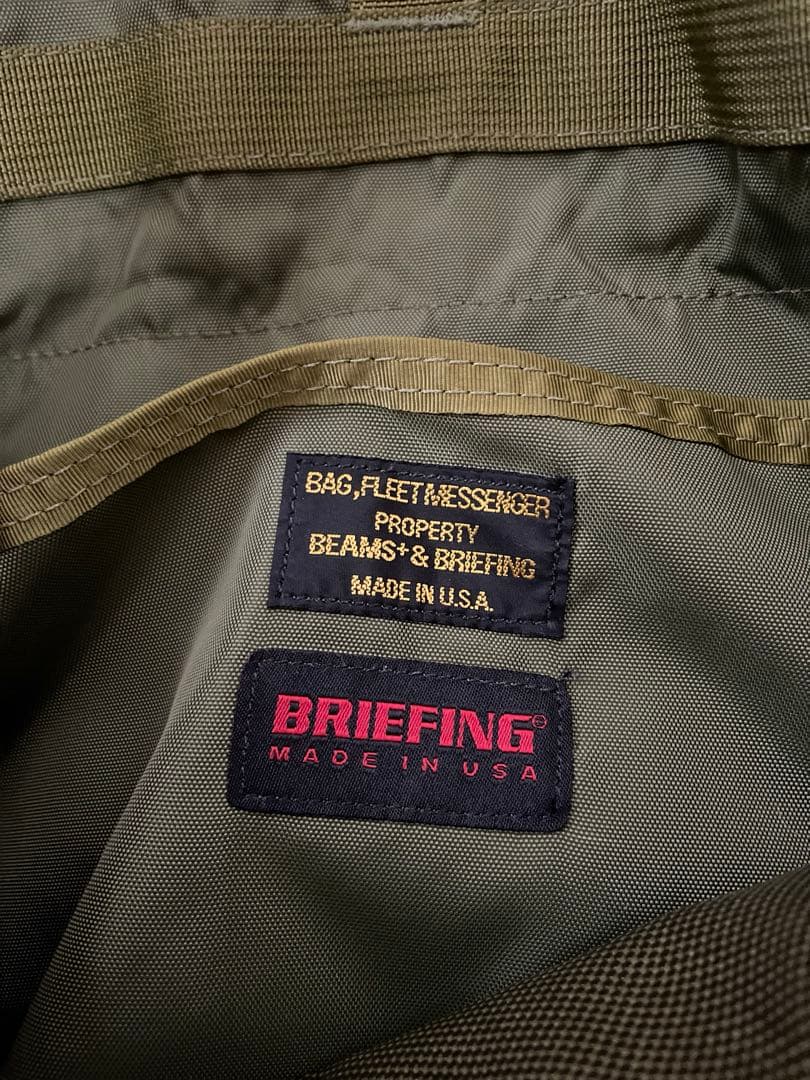 BAG, FLEET MESSENGER
PROPERTY
BEAMS+ & BRIEFING
MADE IN U.S.A.
BRIEFING®
MADE IN USA